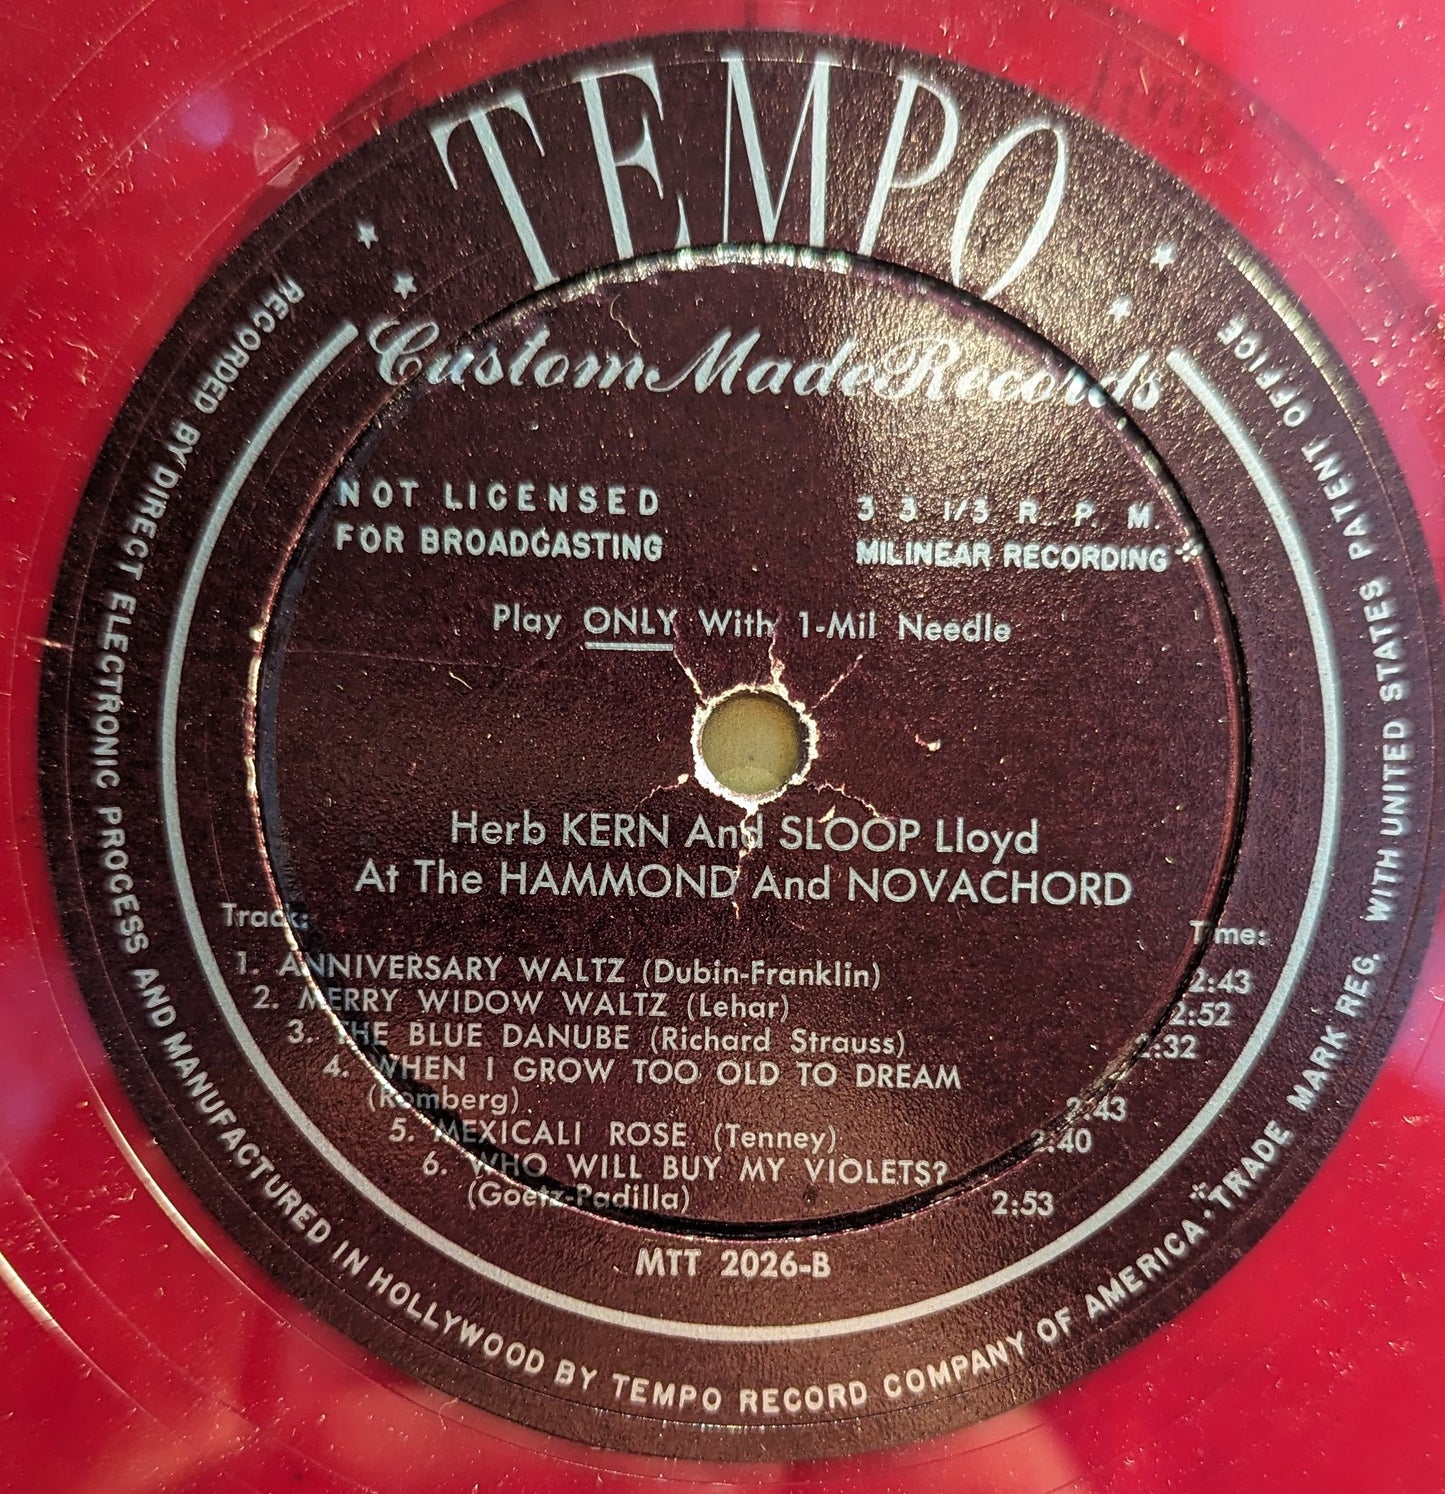 TEMPO
Custom Made Records
NOT LICENSED
FOR BROADCASTING
33 1/3 R. P. M.
MILINEAR RECORDING
Play ONLY With 1-Mil Needle
Herb KERN And SLOOP Lloyd
At The HAMMOND And NOVACHORD
Track: Time:
1. ANNIVERSARY WALTZ (Dubin-Franklin) 2:43
2. MERRY WIDOW WALTZ (Lehar) 2:52
3. THE BLUE DANUBE (Richard Strauss) 2:32
4. WHEN I GROW TOO OLD TO DREAM
(Romberg) 2:43
5. MEXICALI ROSE (Tenney) 2:40
6. WHO WILL BUY MY VIOLETS?
(Goetz-Padilla) 2:53
MTT 2026-B
RECORDED BY DIRECT ELECTRONIC PROCESS AND MANUFACTURED IN HOLLYWOOD BY TEMPO RECORD COMPANY OF AMERICA · TRADE MARK REG. WITH UNITED STATES PATENT OFFICE